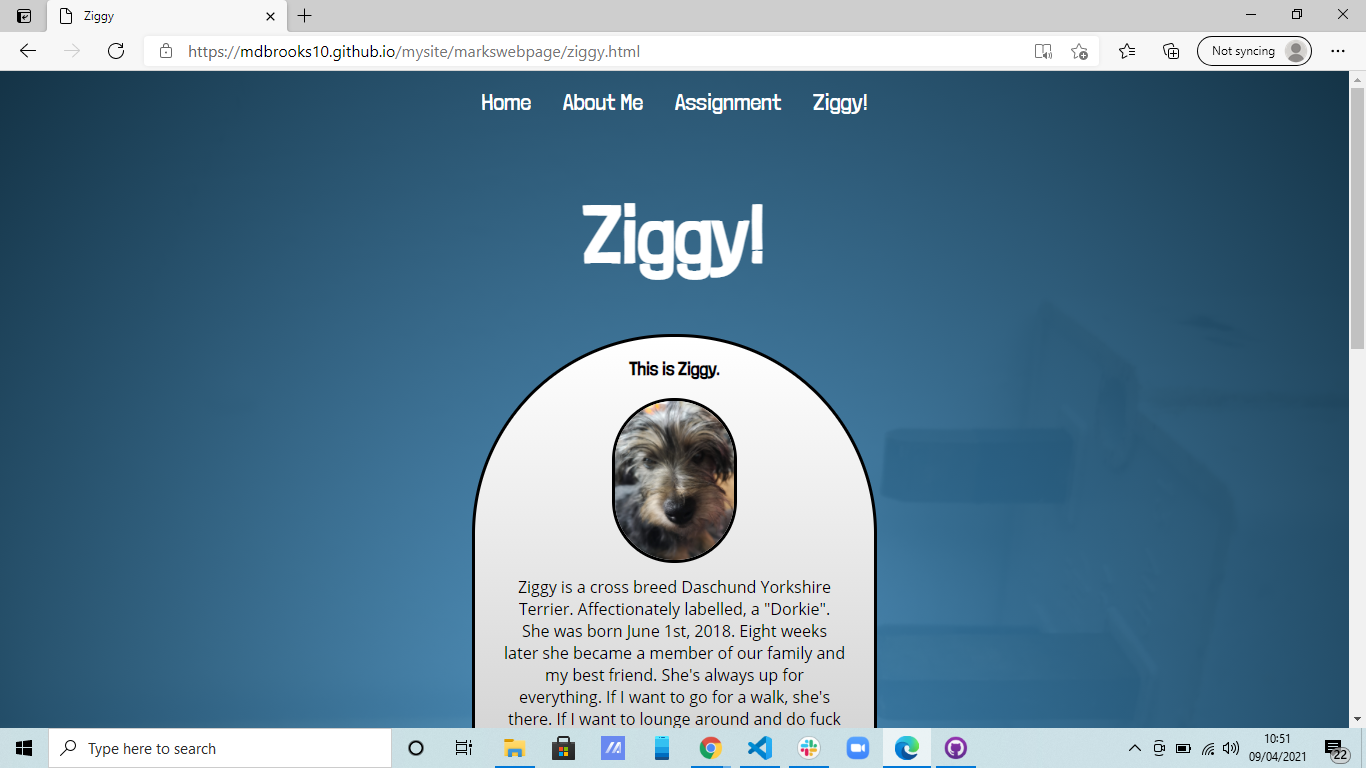 Ziggy
https://mdbrooks10.github.io/mysite/markswebpage/ziggy.html
Not syncing
Home About Me Assignment Ziggy!
Ziggy!
This is Ziggy.
Ziggy is a cross breed Daschund Yorkshire
Terrier. Affectionately labelled, a "Dorkie".
She was born June 1st, 2018. Eight weeks
later she became a member of our family and
my best friend. She's always up for
everything. If I want to go for a walk, she's
there. If I want to lounge around and do fuck
Type here to search
10:51
09/04/2021
22